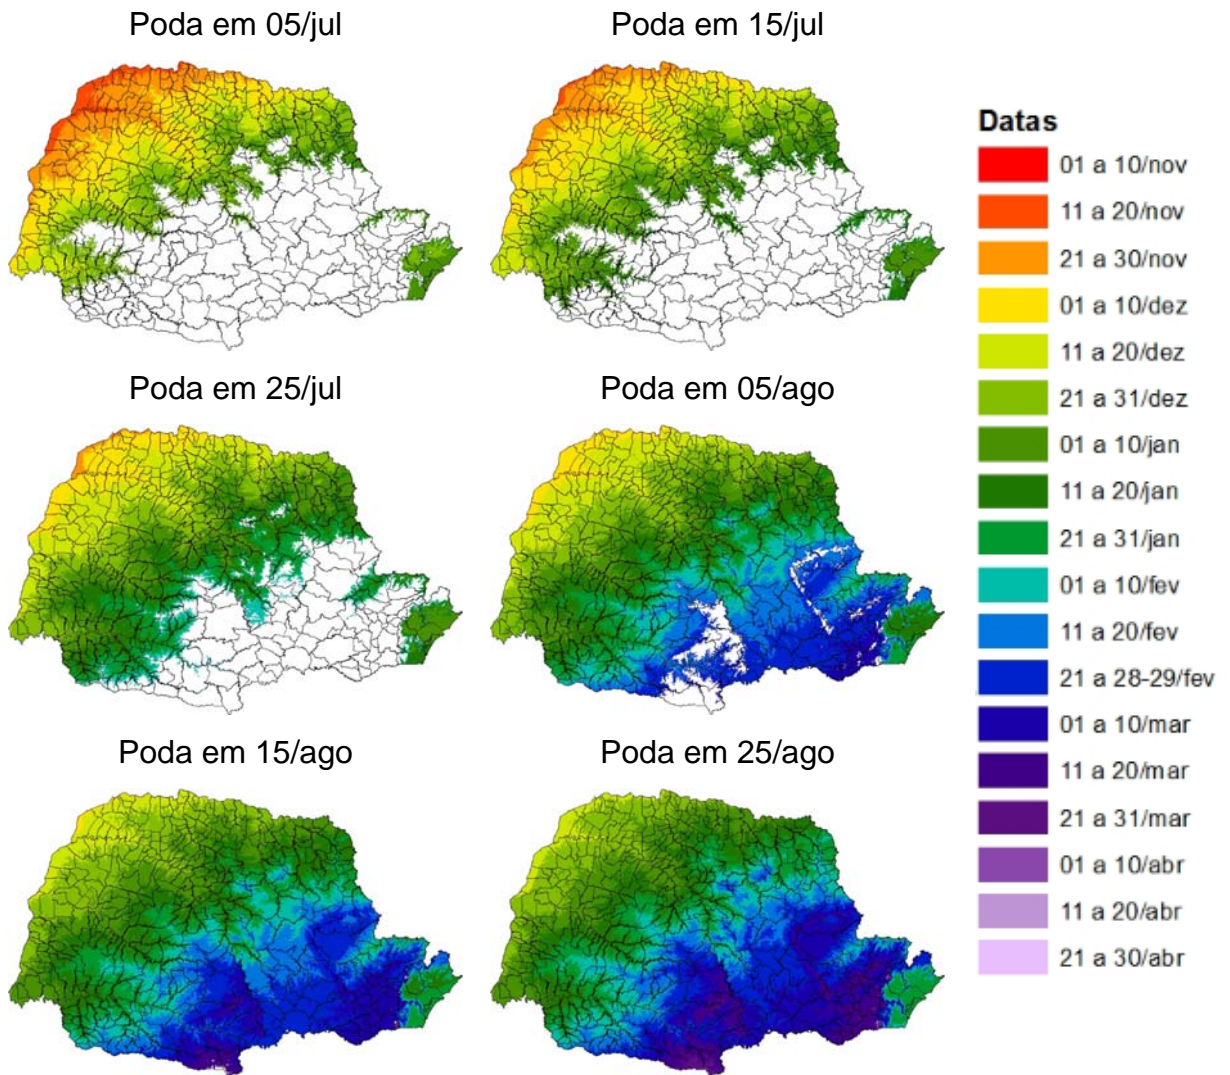 Poda em 05/jul
Poda em 15/jul
Poda em 25/jul
Poda em 05/ago
Poda em 15/ago
Poda em 25/ago
Datas
01 a 10/nov
11 a 20/nov
21 a 30/nov
01 a 10/dez
11 a 20/dez
21 a 31/dez
01 a 10/jan
11 a 20/jan
21 a 31/jan
01 a 10/fev
11 a 20/fev
21 a 28-29/fev
01 a 10/mar
11 a 20/mar
21 a 31/mar
01 a 10/abr
11 a 20/abr
21 a 30/abr